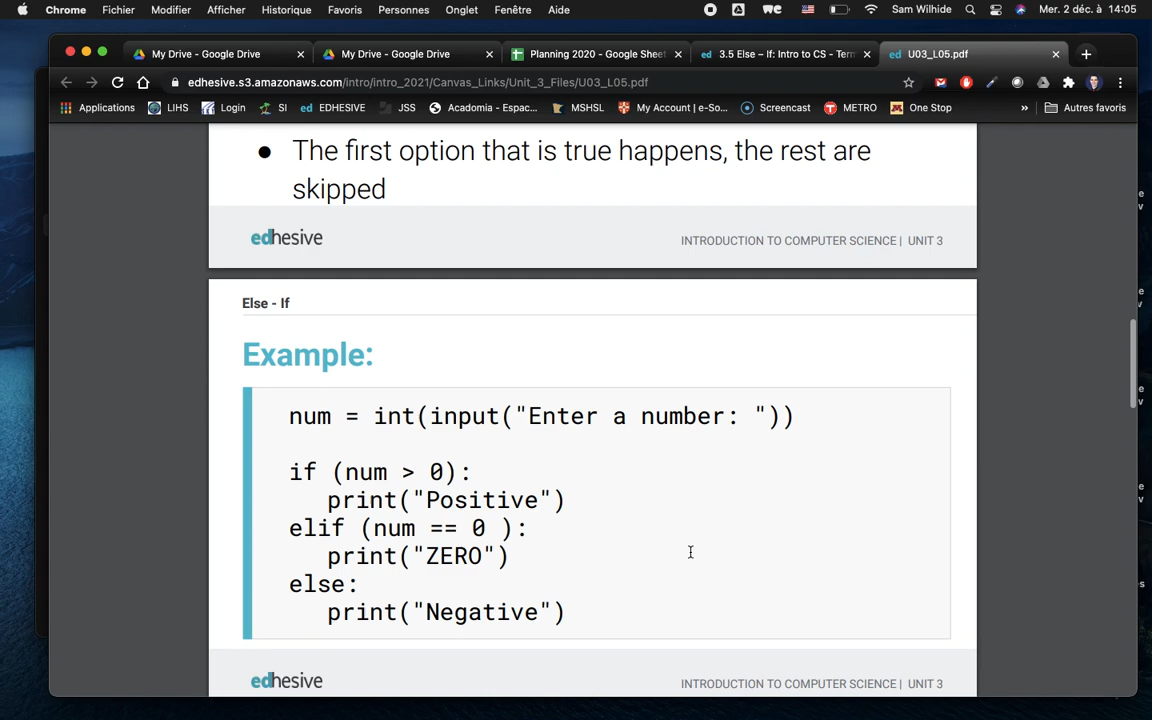 Chrome Fichier Modifier Afficher Historique Favoris Personnes Onglet Fenêtre Aide Sam Wilhide Mer. 2 déc. à 14:05
My Drive - Google Drive My Drive - Google Drive Planning 2020 - Google Sheet 3.5 Else – If: Intro to CS - Tern ed U03_L05.pdf
edhesive.s3.amazonaws.com/intro/intro_2021/Canvas_Links/Unit_3_Files/U03_L05.pdf
Applications LIHS Login SI ed EDHESIVE JSS Acadomia - Espac... MSHSL My Account | e-So... Screencast METRO One Stop » Autres favoris
● The first option that is true happens, the rest are
skipped
edhesive INTRODUCTION TO COMPUTER SCIENCE | UNIT 3
Else - If
Example:
num = int(input("Enter a number: "))
if (num > 0):
print("Positive")
elif (num == 0 ):
print("ZERO")
else:
print("Negative")
edhesive INTRODUCTION TO COMPUTER SCIENCE | UNIT 3